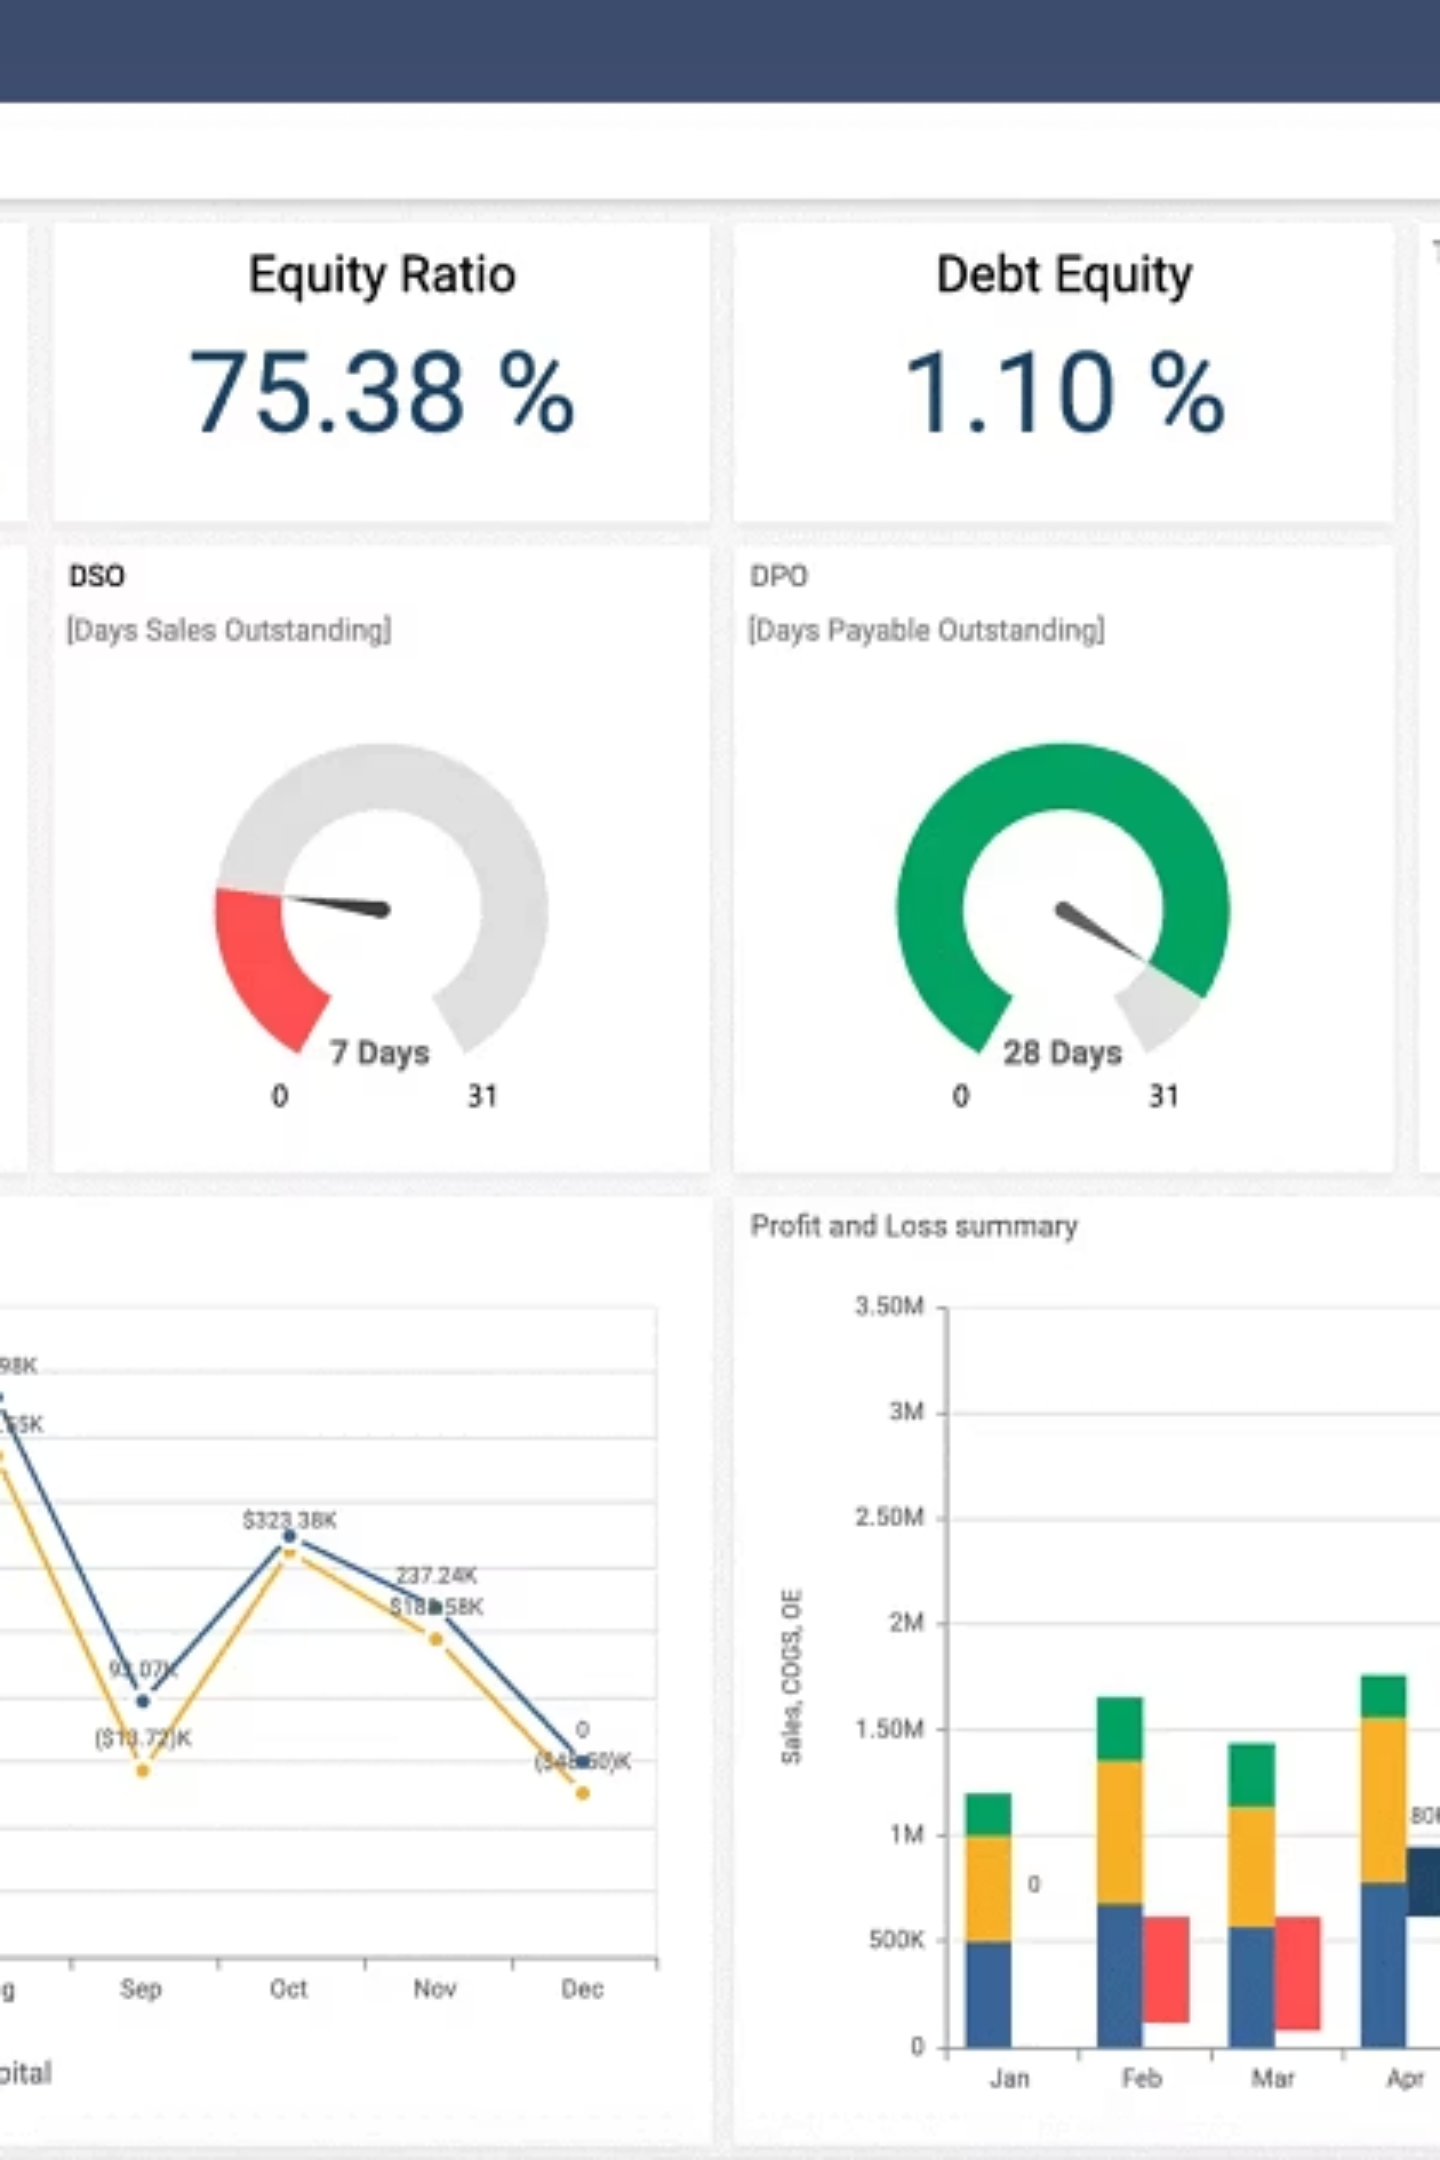 Equity Ratio
75.38 %
Debt Equity
1.10 %
DSO
[Days Sales Outstanding]
7 Days
0
31
DPO
[Days Payable Outstanding]
28 Days
0
31
98K
$323.38K
237.24K
0
Sep
Oct
Nov
Dec
Profit and Loss summary
Sales, COGS, OE
3.50M
3M
2.50M
2M
1.50M
1M
500K
0
0
Jan
Feb
Mar
Apr